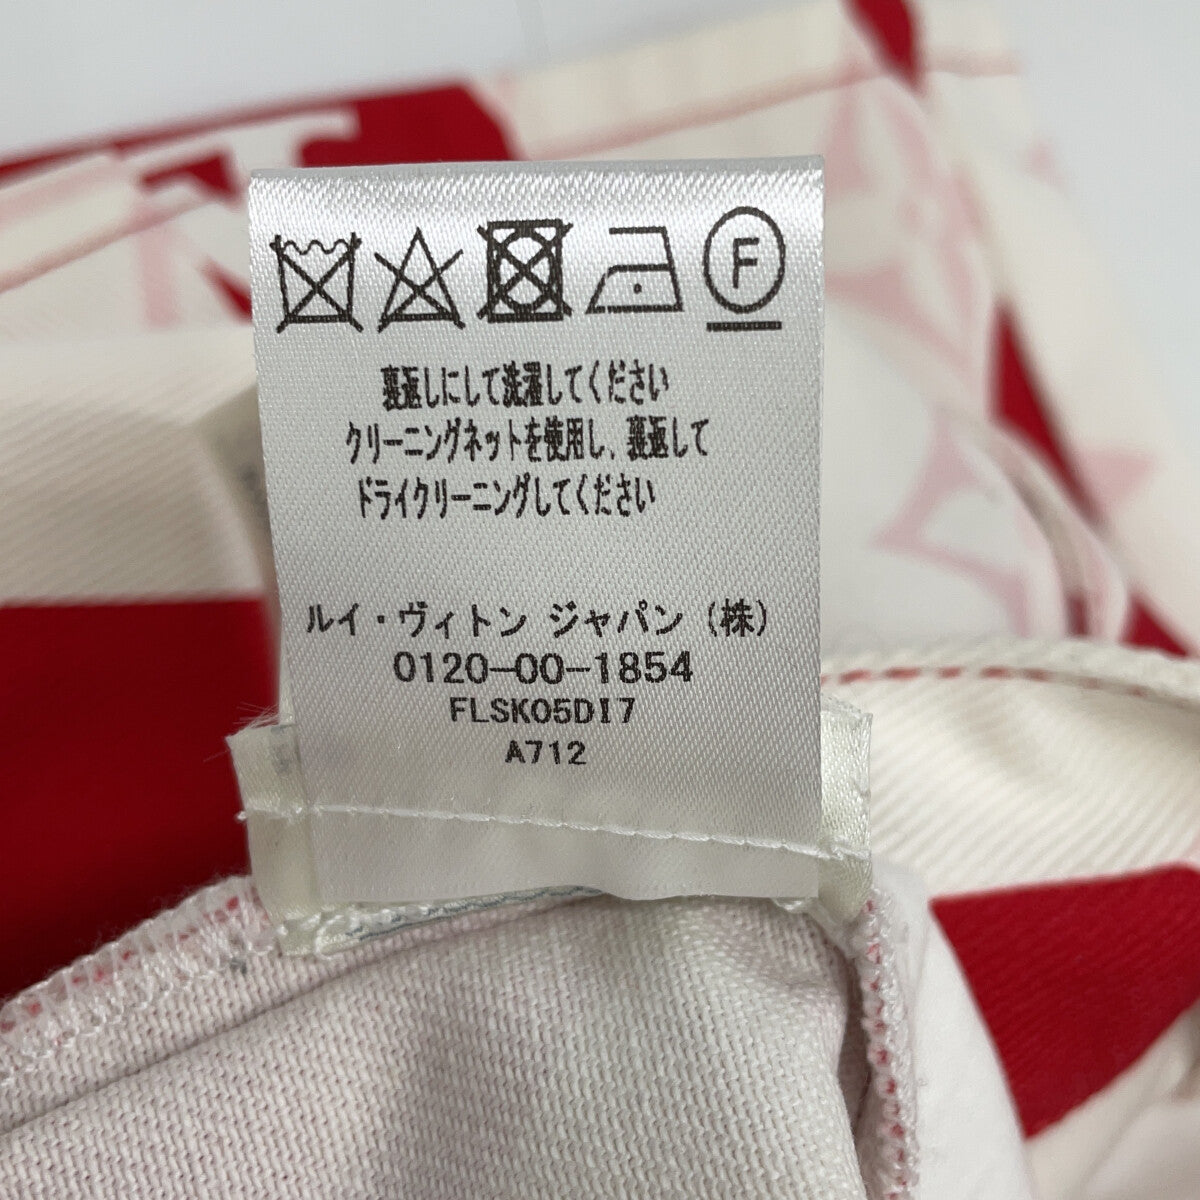 F
裏返しにして洗濯してください
クリーニングネットを使用し、裏返して
ドライクリーニングしてください
ルイ・ヴィトン ジャパン (株)
0120-00-1854
FLSK05DI7
A712